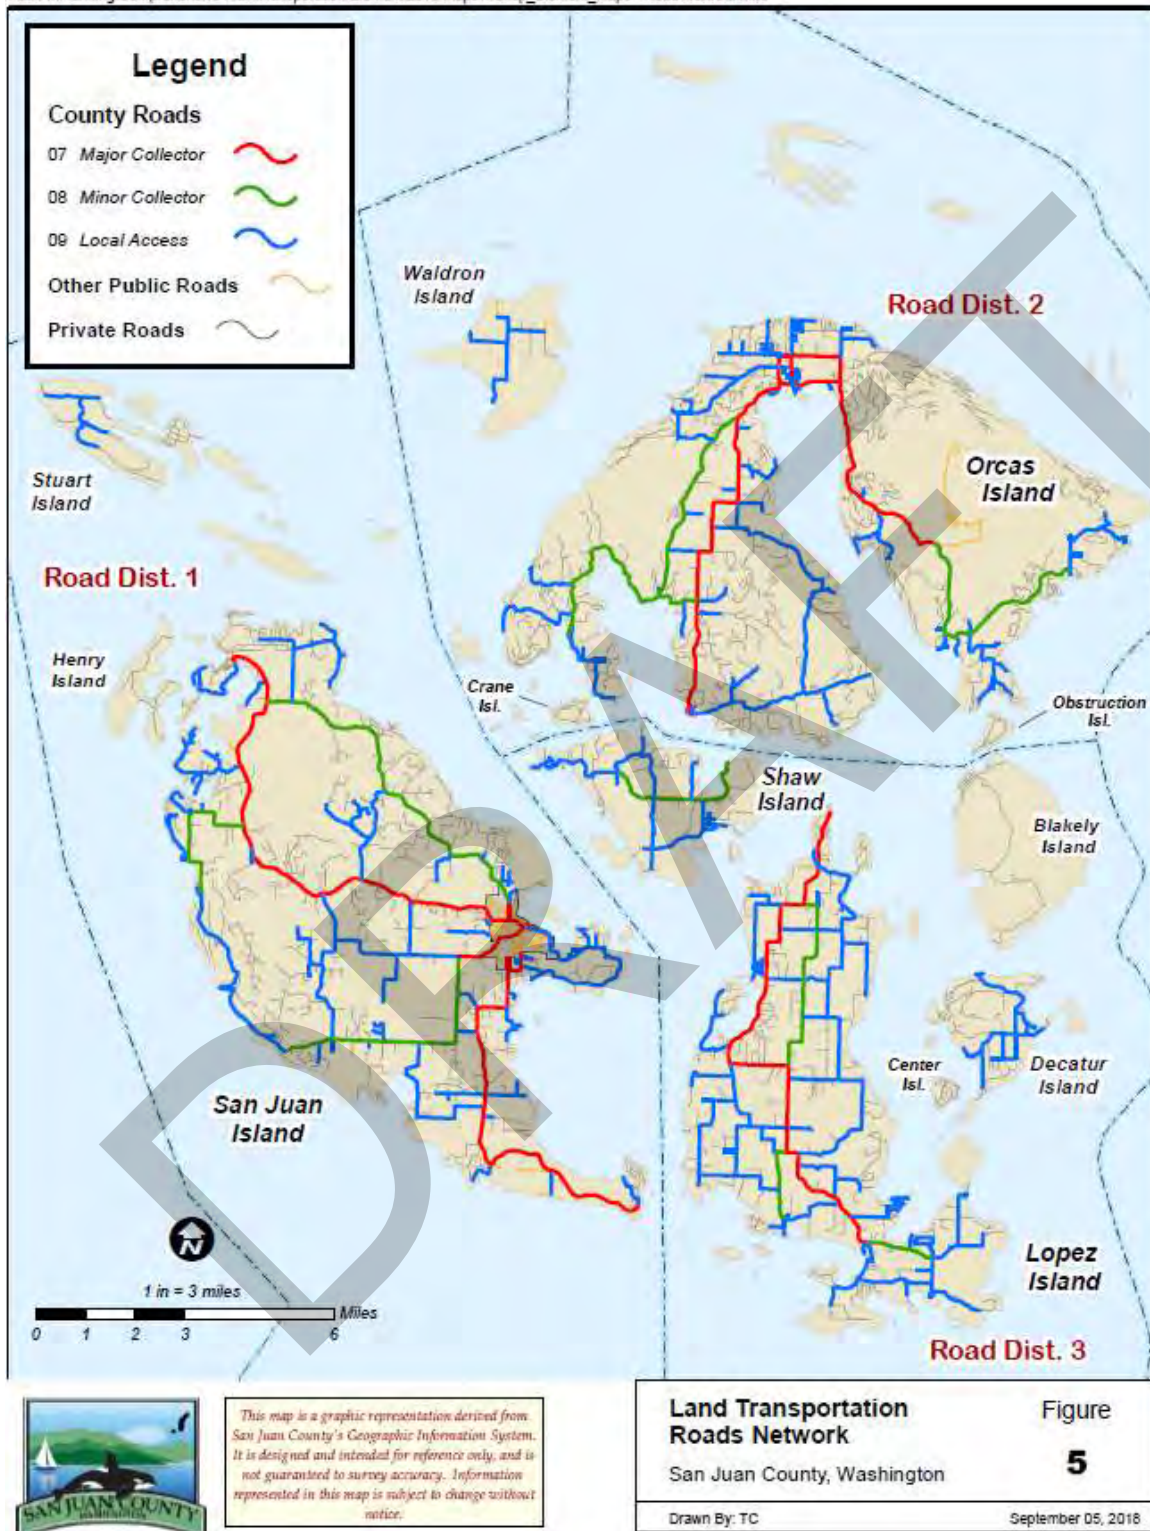 Legend
County Roads
07 Major Collector
08 Minor Collector
09 Local Access
Other Public Roads
Private Roads
Waldron
Island
Road Dist. 2
Stuart
Island
Orcas
Island
Road Dist. 1
Henry
Island
Crane
Isl.
Obstruction
Isl.
Shaw
Island
Blakely
Island
Center
Isl.
Decatur
Island
San Juan
Island
Lopez
Island
Road Dist. 3
DRAFT
N
1 in = 3 miles
Miles
0 1 2 3 6
SAN JUAN COUNTY
WASHINGTON
This map is a graphic representation derived from
San Juan County's Geographic Information System.
It is designed and intended for reference only, and is
not guaranteed to survey accuracy. Information
represented in this map is subject to change without
notice.
Land Transportation
Roads Network
San Juan County, Washington
Figure
5
Drawn By: TC
September 05, 2018